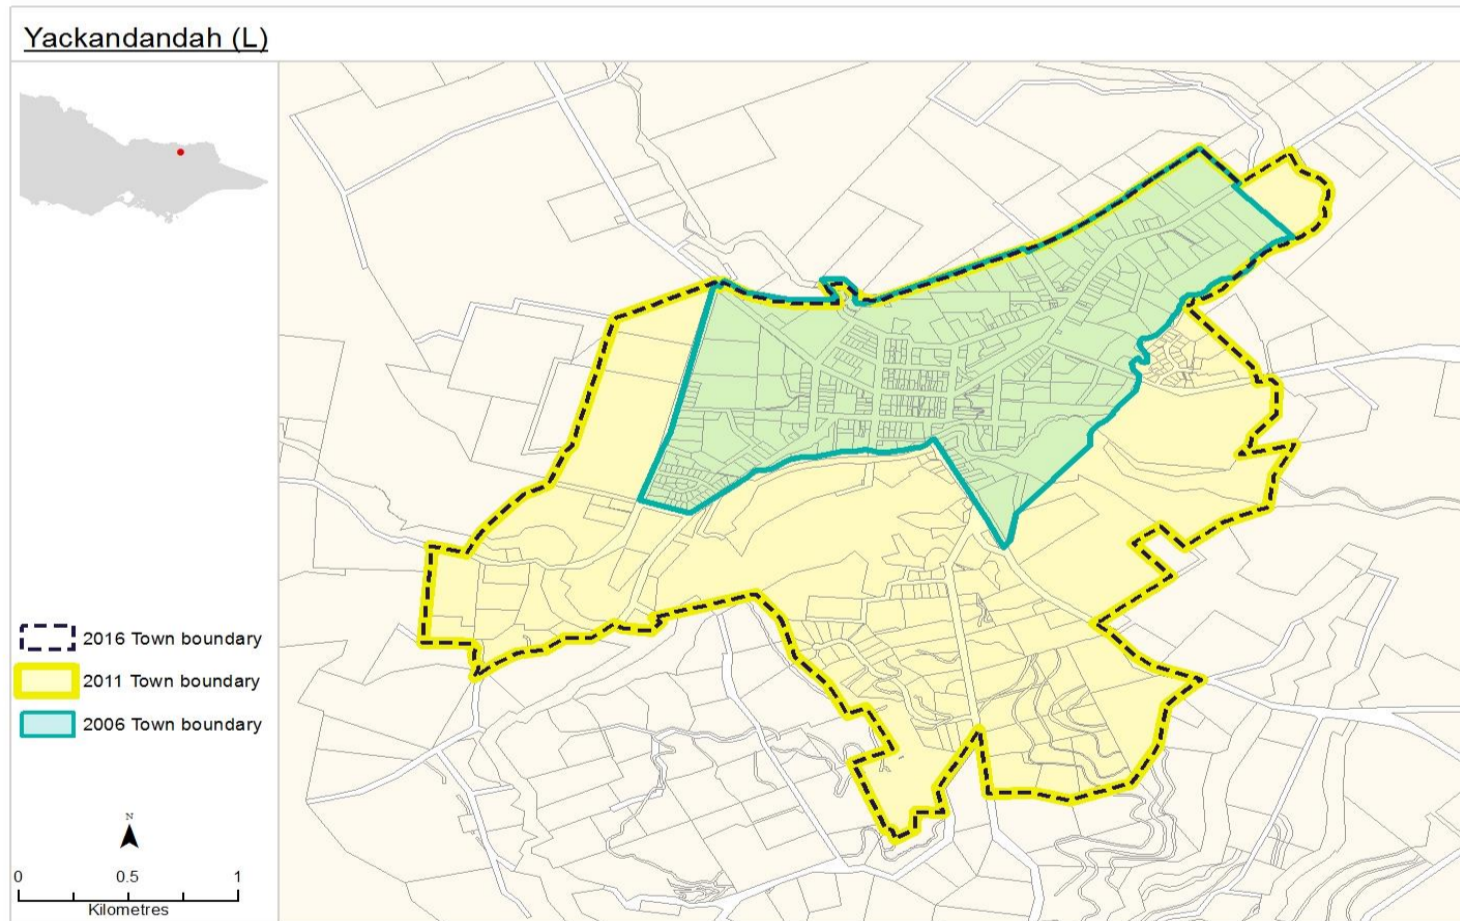 Yackandandah (L)
2016 Town boundary
2011 Town boundary
2006 Town boundary
N
0 0.5 1
Kilometres